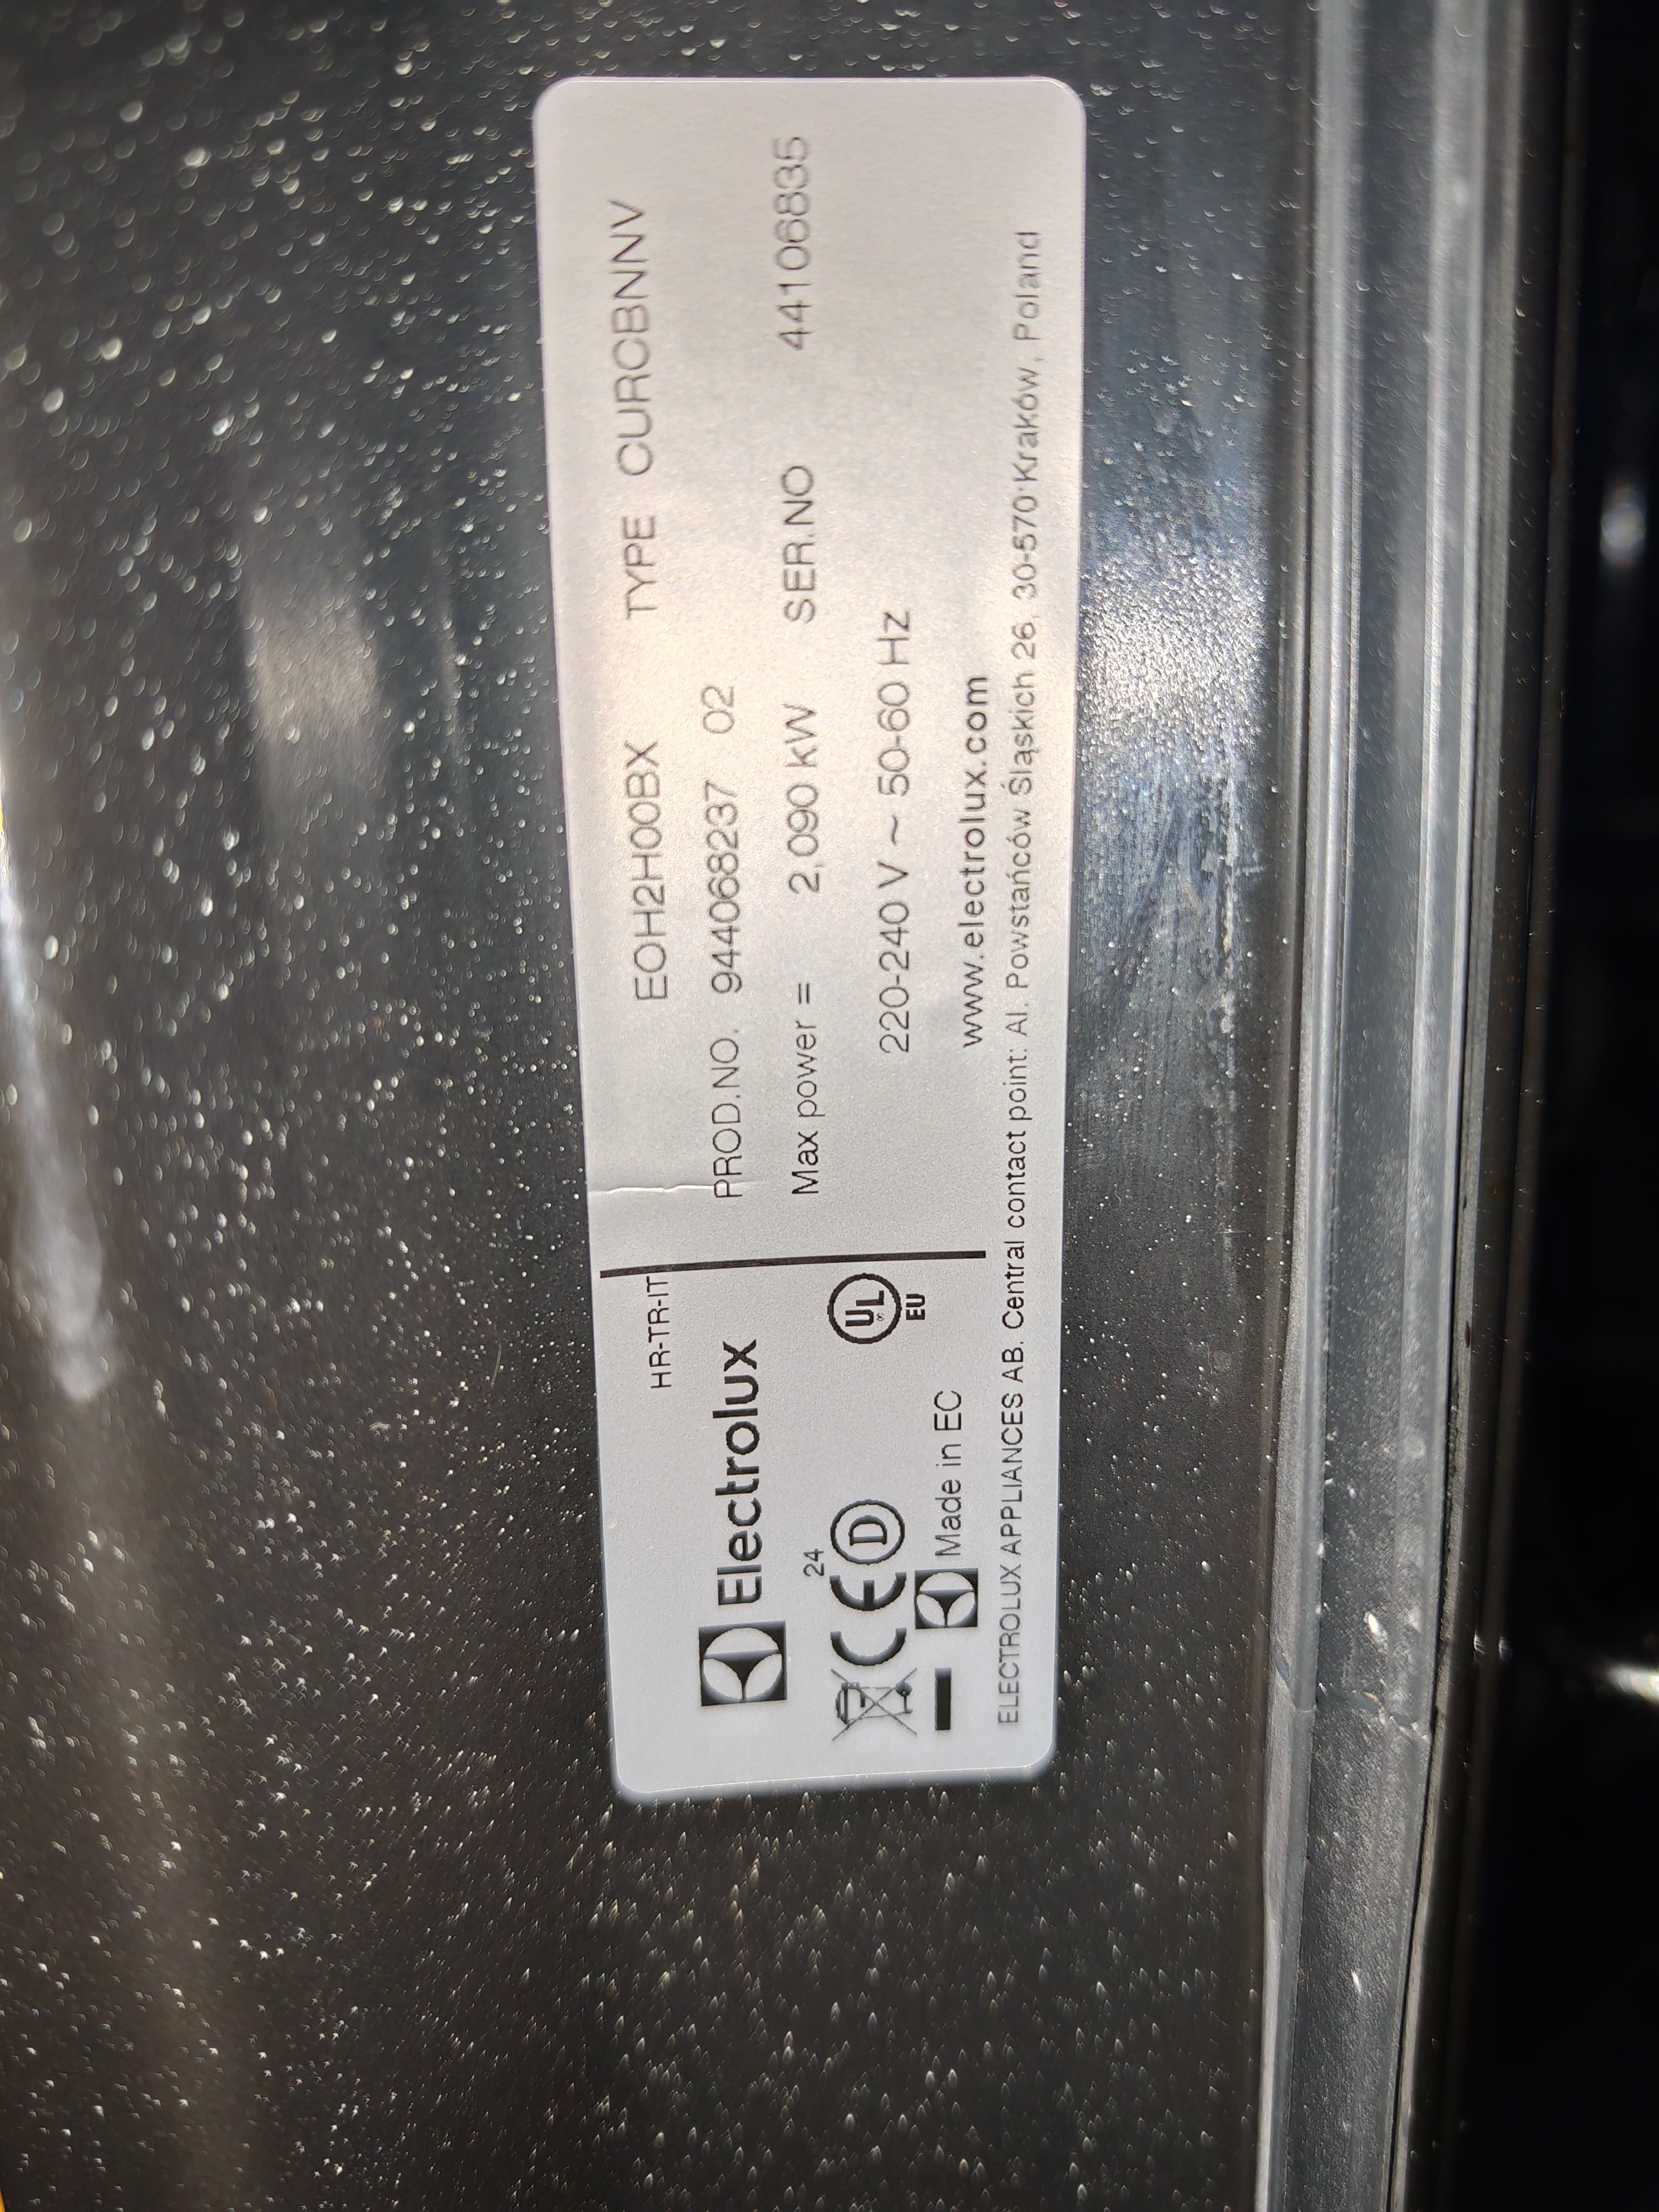 HR-TR-IT
Electrolux
EOH2H00BX TYPE CURCBNNV
PROD.NO. 944068237 02
Max power = 2,090 kW SER.NO 44106835
220-240 V ~ 50-60 Hz
24
CE D UL EU
Made in EC
www.electrolux.com
ELECTROLUX APPLIANCES AB. Central contact point: Al. Powstańców Śląskich 26, 30-570 Kraków, Poland